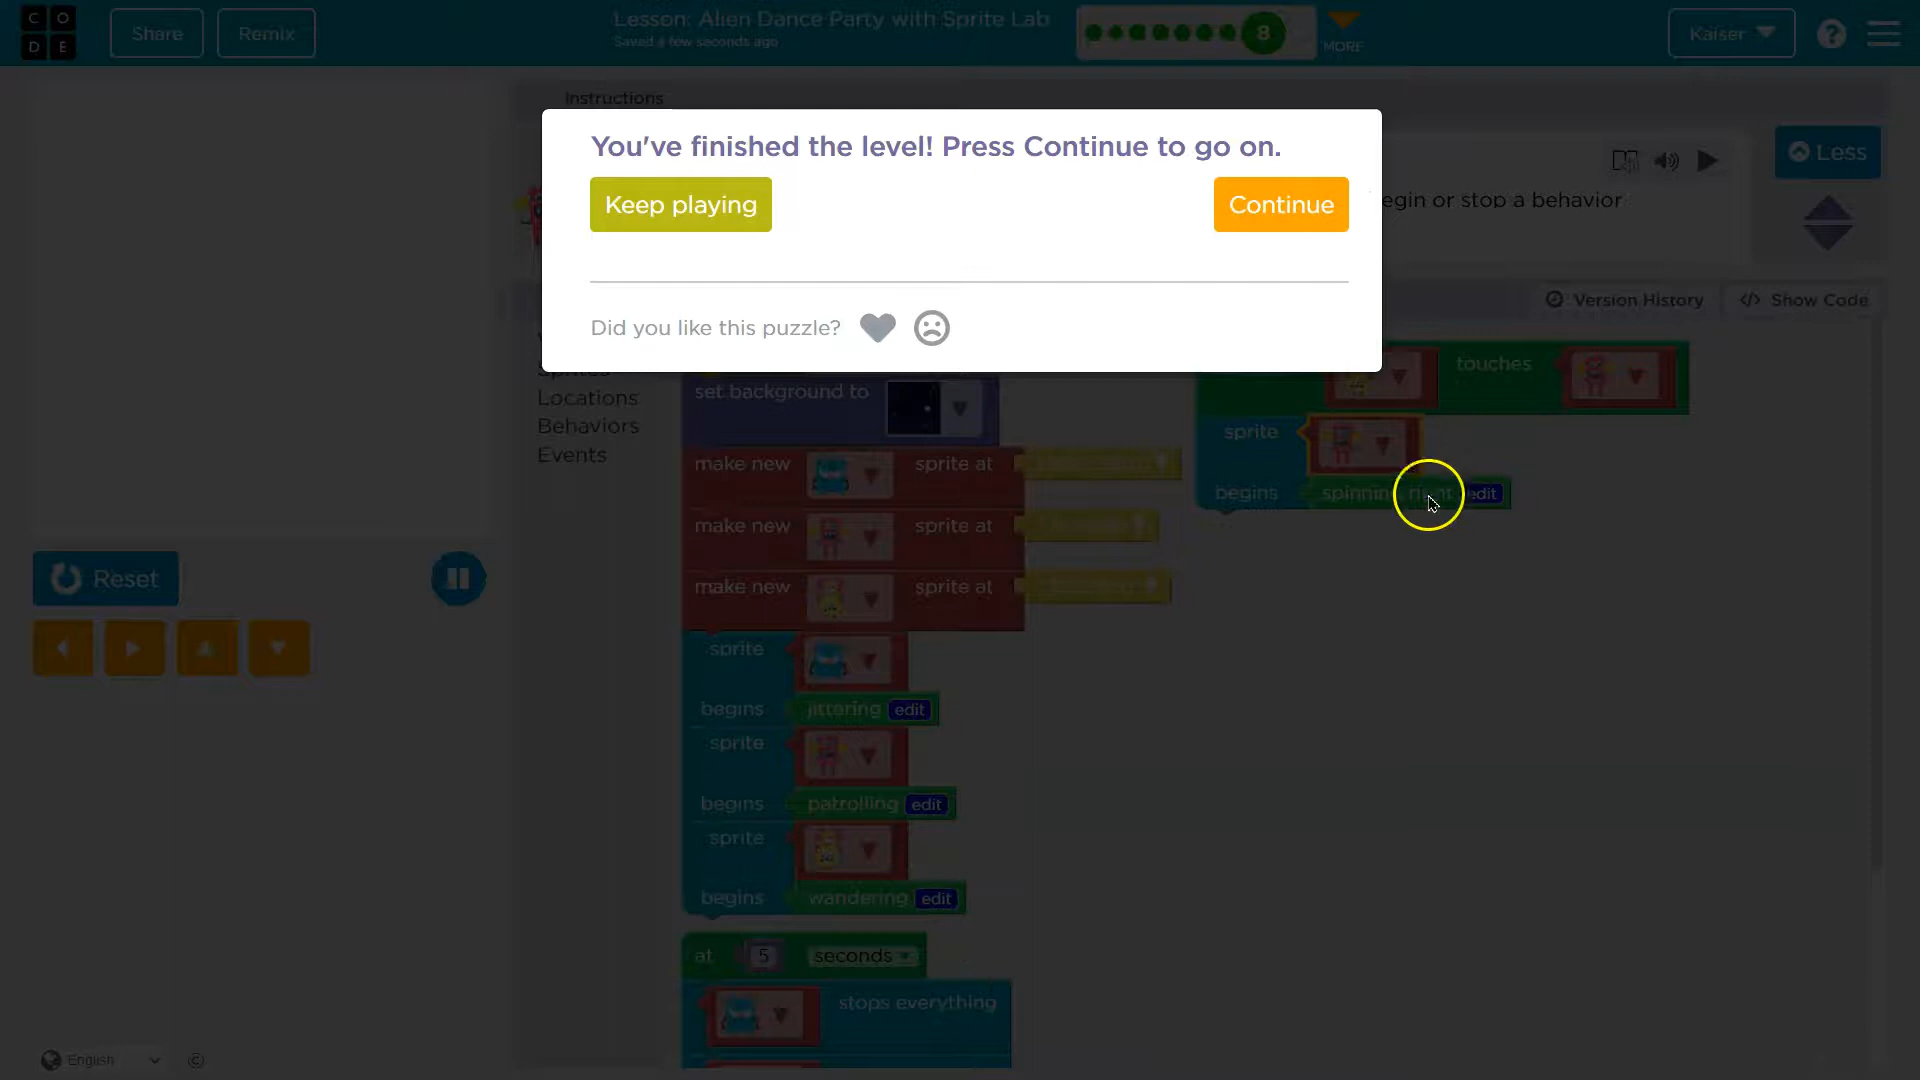 C O
D E
Share
Remix
Lesson: Alien Dance Party with Sprite Lab
Saved a few seconds ago
8
MORE
Kaiser
?
Instructions
You've finished the level! Press Continue to go on.
Keep playing
Continue
Did you like this puzzle?
Less
egin or stop a behavior
Version History
</> Show Code
Locations
Behaviors
Events
set background to
make new sprite at
make new sprite at
make new sprite at
sprite
begins jittering edit
sprite
begins patrolling edit
sprite
begins wandering edit
at 5 seconds
stops everything
touches
sprite
begins spinning right edit
Reset
English
©